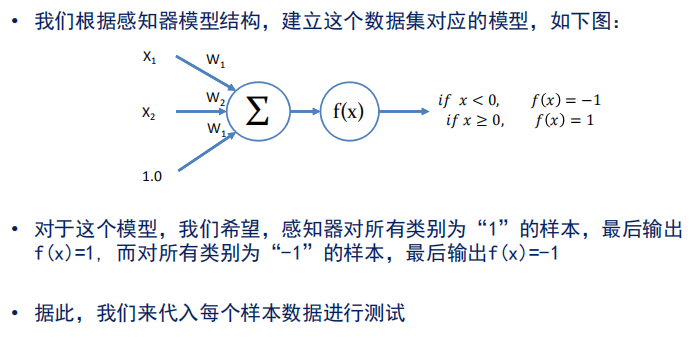 • 我们根据感知器模型结构，建立这个数据集对应的模型，如下图：
X₁
W₁
W₂
X₂
W₁
Σ
f(x)
if x < 0, f(x) = −1
if x ≥ 0, f(x) = 1
1.0
• 对于这个模型，我们希望，感知器对所有类别为“1”的样本，最后输出
f(x)=1, 而对所有类别为“-1”的样本，最后输出f(x)=-1
• 据此，我们来代入每个样本数据进行测试